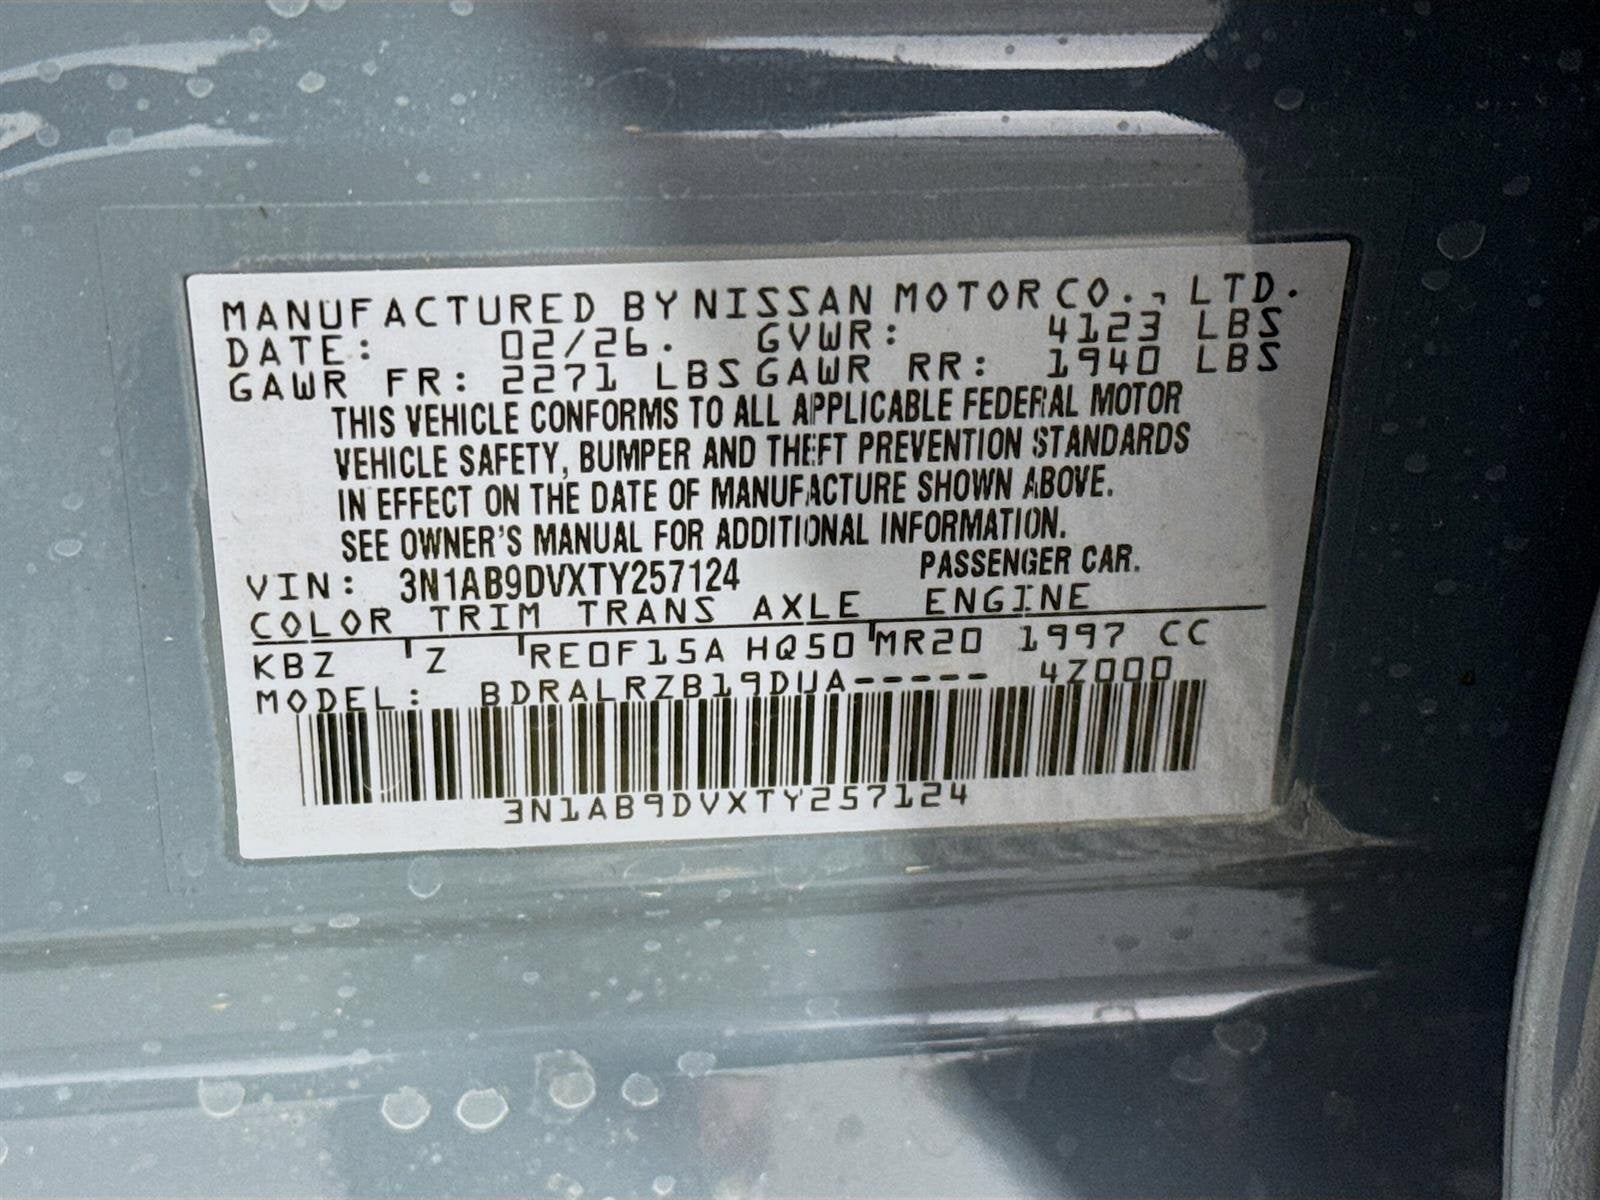 MANUFACTURED BY NISSAN MOTOR CO., LTD.
DATE: 02/26. GVWR: 4123 LBS
GAWR FR: 2271 LBS GAWR RR: 1940 LBS
THIS VEHICLE CONFORMS TO ALL APPLICABLE FEDERAL MOTOR
VEHICLE SAFETY, BUMPER AND THEFT PREVENTION STANDARDS
IN EFFECT ON THE DATE OF MANUFACTURE SHOWN ABOVE.
SEE OWNER'S MANUAL FOR ADDITIONAL INFORMATION.
VIN: 3N1AB9DVXTY257124 PASSENGER CAR.
COLOR TRIM TRANS AXLE ENGINE
KBZ Z RE0F15A HQ50 MR20 1997 CC
MODEL: BDRALRZB19DUA----- 4Z000
3N1AB9DVXTY257124